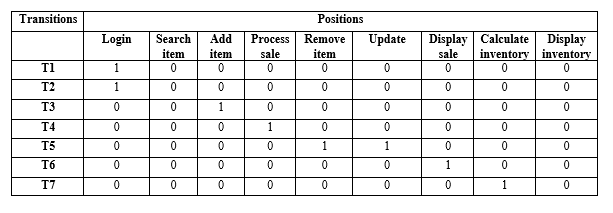 Transitions Positions
Login Search item Add item Process sale Remove item Update Display sale Calculate inventory Display inventory
T1 1 0 0 0 0 0 0 0 0
T2 1 0 0 0 0 0 0 0 0
T3 0 0 1 0 0 0 0 0 0
T4 0 0 0 1 0 0 0 0 0
T5 0 0 0 0 1 1 0 0 0
T6 0 0 0 0 0 0 1 0 0
T7 0 0 0 0 0 0 0 1 0